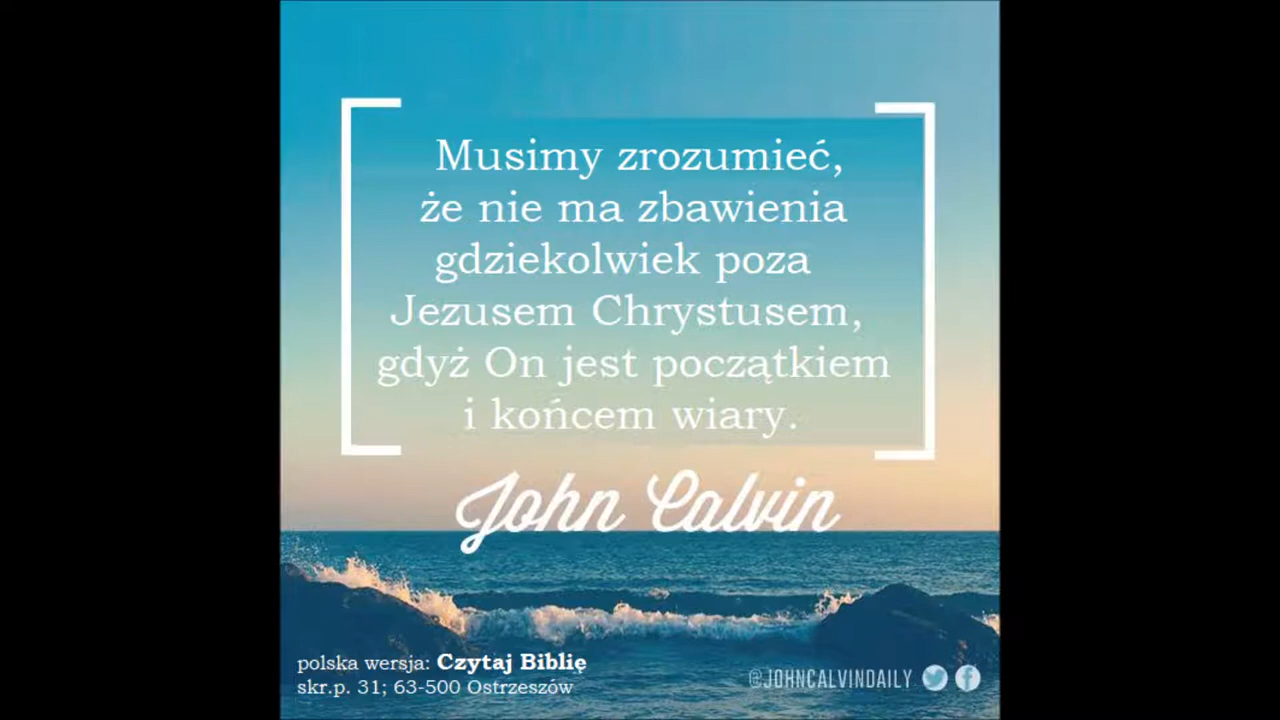 Musimy zrozumieć,
że nie ma zbawienia
gdziekolwiek poza
Jezusem Chrystusem,
gdyż On jest początkiem
i końcem wiary.
John Calvin
polska wersja: Czytaj Biblię
skr.p. 31; 63-500 Ostrzeszów
@JOHNCALVINDAILY